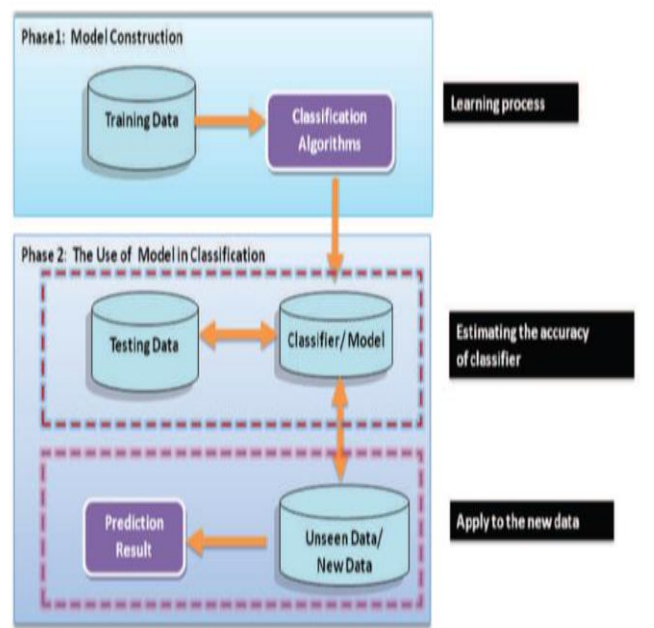 Phase1: Model Construction
Training Data
Classification
Algorithms
Learning process
Phase 2: The Use of Model in Classification
Testing Data
Classifier/Model
Estimating the accuracy
of classifier
Prediction
Result
Unseen Data/
New Data
Apply to the new data